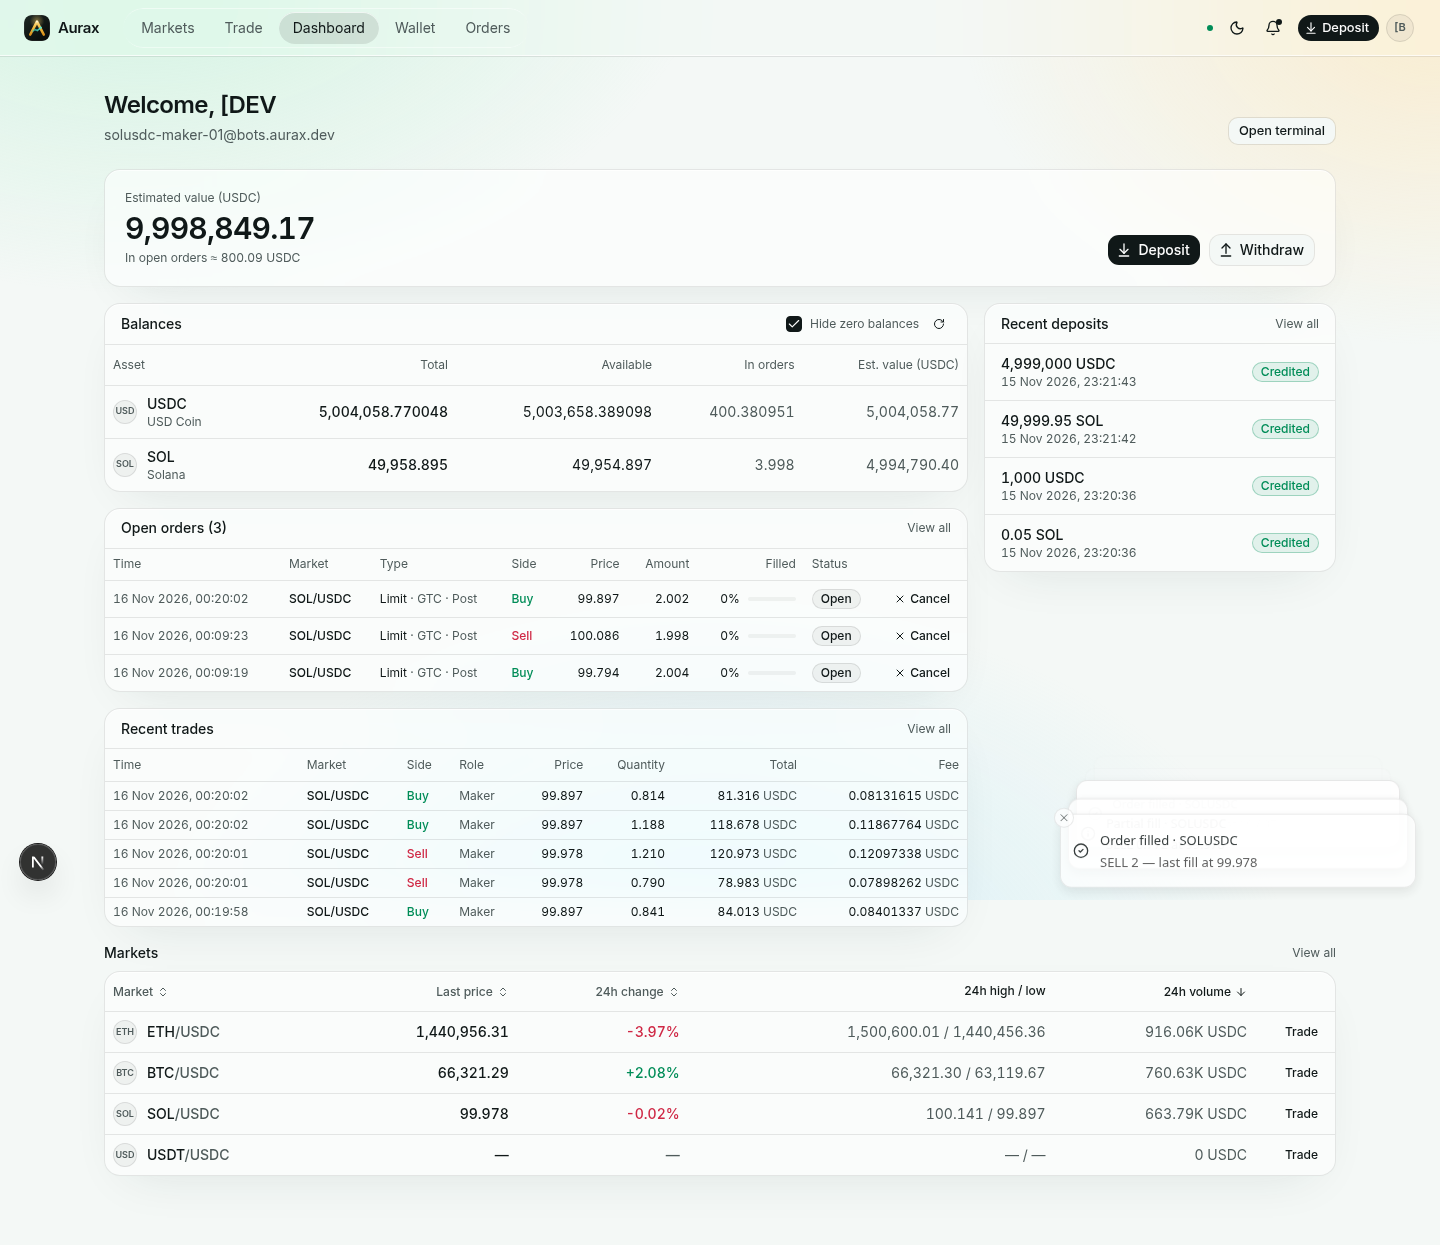 Aurax Markets Trade Dashboard Wallet Orders Deposit [B
Welcome, [DEV
solusdc-maker-01@bots.aurax.dev
Open terminal
Estimated value (USDC)
9,998,849.17
In open orders ≈ 800.09 USDC
Deposit Withdraw
Balances Hide zero balances
Asset Total Available In orders Est. value (USDC)
USD USDC 5,004,058.770048 5,003,658.389098 400.380951 5,004,058.77
USD Coin
SOL SOL 49,958.895 49,954.897 3.998 4,994,790.40
Solana
Recent deposits View all
4,999,000 USDC Credited
15 Nov 2026, 23:21:43
49,999.95 SOL Credited
15 Nov 2026, 23:21:42
1,000 USDC Credited
15 Nov 2026, 23:20:36
0.05 SOL Credited
15 Nov 2026, 23:20:36
Open orders (3) View all
Time Market Type Side Price Amount Filled Status
16 Nov 2026, 00:20:02 SOL/USDC Limit · GTC · Post Buy 99.897 2.002 0% Open Cancel
16 Nov 2026, 00:09:23 SOL/USDC Limit · GTC · Post Sell 100.086 1.998 0% Open Cancel
16 Nov 2026, 00:09:19 SOL/USDC Limit · GTC · Post Buy 99.794 2.004 0% Open Cancel
Recent trades View all
Time Market Side Role Price Quantity Total Fee
16 Nov 2026, 00:20:02 SOL/USDC Buy Maker 99.897 0.814 81.316 USDC 0.08131615 USDC
16 Nov 2026, 00:20:02 SOL/USDC Buy Maker 99.897 1.188 118.678 USDC 0.11867764 USDC
16 Nov 2026, 00:20:01 SOL/USDC Sell Maker 99.978 1.210 120.973 USDC 0.12097338 USDC
16 Nov 2026, 00:20:01 SOL/USDC Sell Maker 99.978 0.790 78.983 USDC 0.07898262 USDC
16 Nov 2026, 00:19:58 SOL/USDC Buy Maker 99.897 0.841 84.013 USDC 0.08401337 USDC
Order filled · SOLUSDC
SELL 2 — last fill at 99.978
N
Markets View all
Market Last price 24h change 24h high / low 24h volume
ETH ETH/USDC 1,440,956.31 -3.97% 1,500,600.01 / 1,440,456.36 916.06K USDC Trade
BTC BTC/USDC 66,321.29 +2.08% 66,321.30 / 63,119.67 760.63K USDC Trade
SOL SOL/USDC 99.978 -0.02% 100.141 / 99.897 663.79K USDC Trade
USD USDT/USDC — — — / — 0 USDC Trade